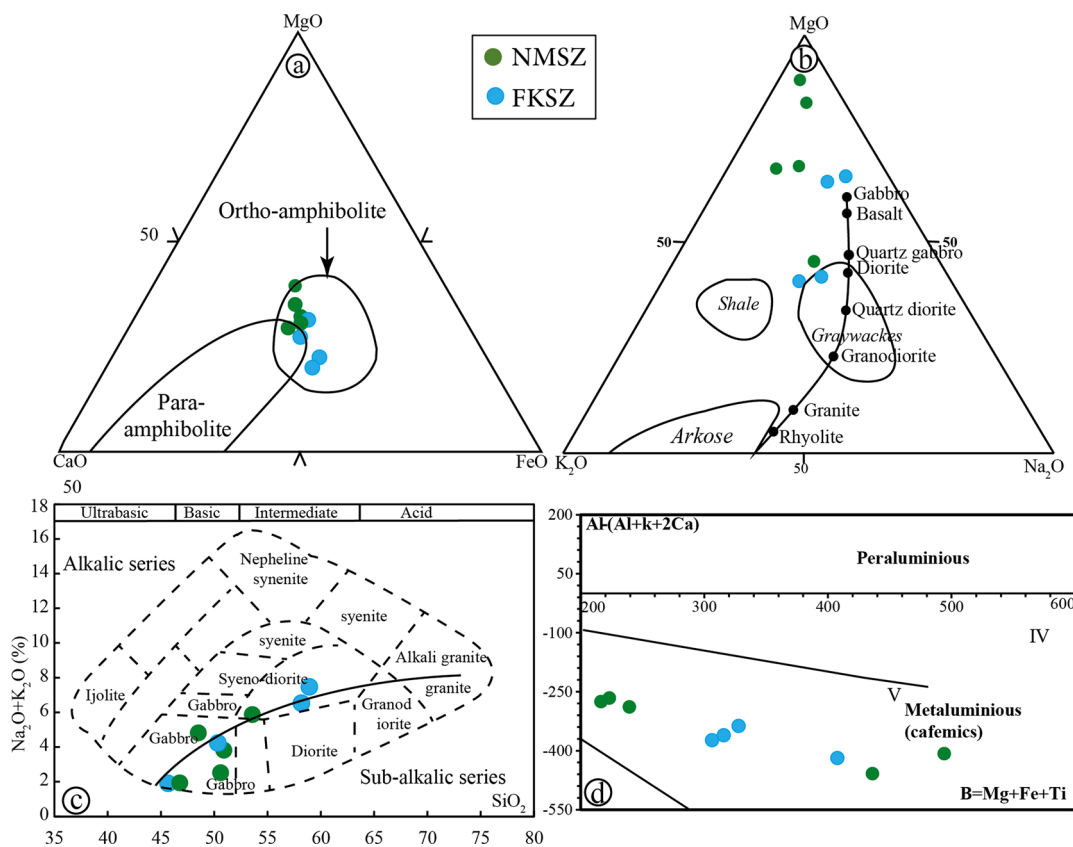 MgO
a
NMSZ
FKSZ
Ortho-amphibolite
50
Para-
amphibolite
CaO
FeO
50
MgO
b
Gabbro
Basalt
50
50
Quartz gabbro
Diorite
Shale
Quartz diorite
Graywackes
Granodiorite
Granite
Arkose
Rhyolite
K2O
50
Na2O
18
16
14
12
10
8
6
4
2
0
Na2O+K2O (%)
Ultrabasic
Basic
Intermediate
Acid
Alkalic series
Nepheline
synenite
syenite
syenite
Alkali granite
Syeno-diorite
granite
Ijolite
Gabbro
Granod
iorite
Gabbro
Diorite
Gabbro
Sub-alkalic series
c
SiO2
35 40 45 50 55 60 65 70 75 80
200
Al-(Al+k+2Ca)
Peraluminious
50
200 300 400 500 600
-100
IV
-250
V
Metaluminious
(cafemics)
-400
d
B=Mg+Fe+Ti
-550